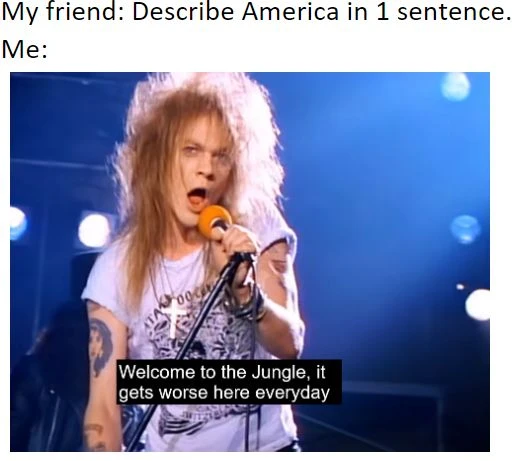 My friend: Describe America in 1 sentence.
Me:
Welcome to the Jungle, it
gets worse here everyday